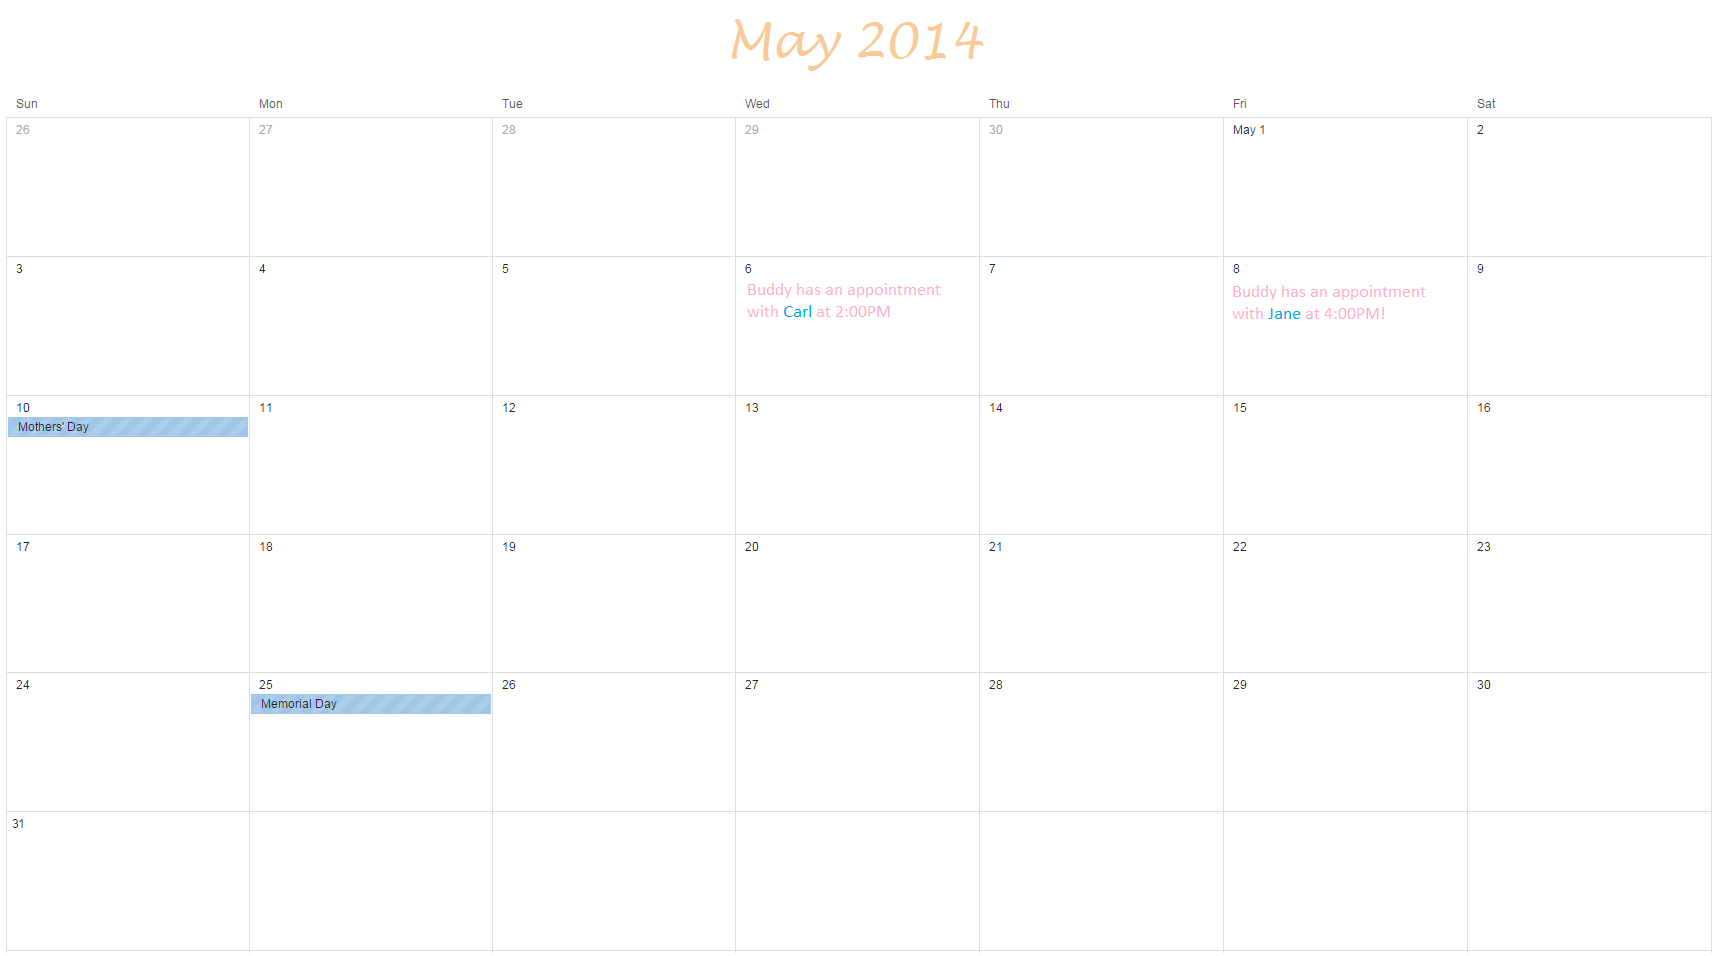 May 2014
Sun Mon Tue Wed Thu Fri Sat
26 27 28 29 30 May 1 2
3 4 5 6 7 8 9
Buddy has an appointment
with Carl at 2:00PM
Buddy has an appointment
with Jane at 4:00PM!
10 11 12 13 14 15 16
Mothers' Day
17 18 19 20 21 22 23
24 25 26 27 28 29 30
Memorial Day
31